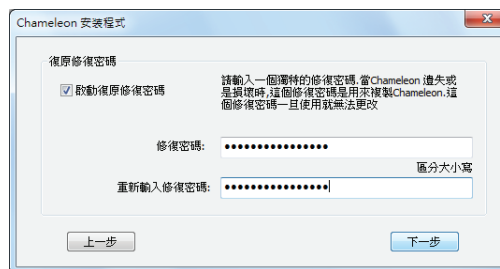 Chameleon 安裝程式
復原修復密碼
啟動復原修復密碼
請輸入一個獨特的修復密碼.當Chameleon 遺失或
是損壞時,這個修復密碼是用來複製Chameleon.這
個修復密碼一旦使用就無法更改
修復密碼: ●●●●●●●●●●●●●●●●
區分大小寫
重新輸入修復密碼: ●●●●●●●●●●●●●●●●
上一步
下一步